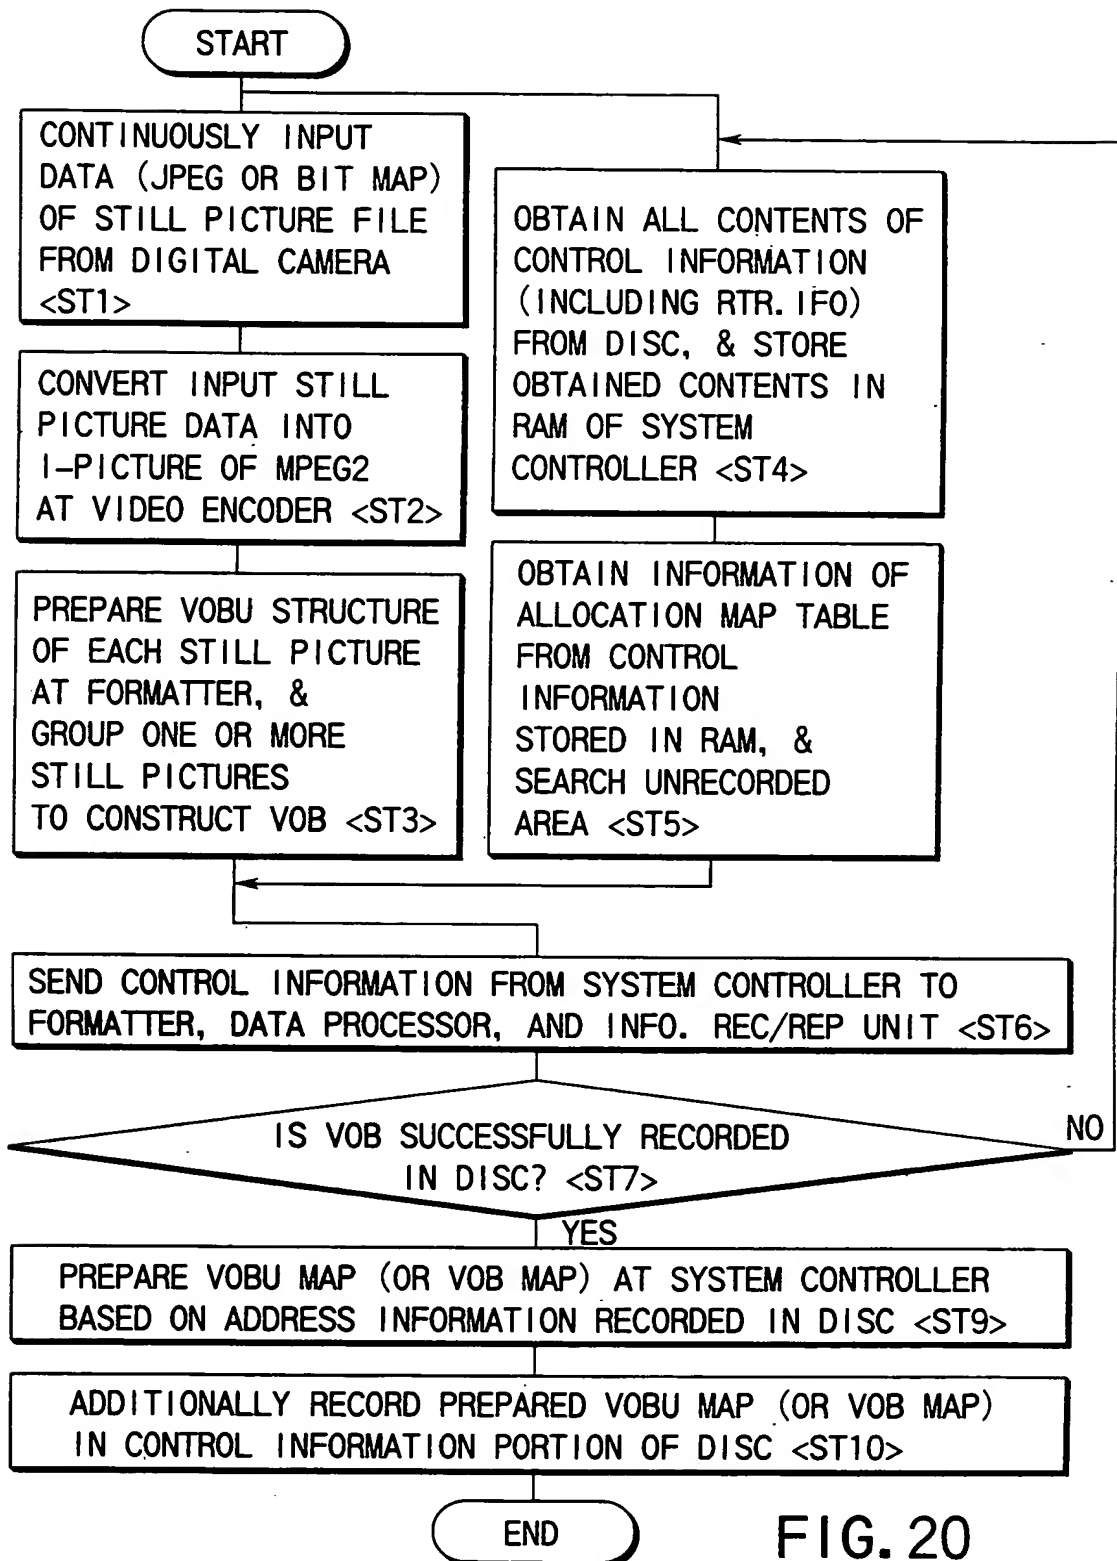 START
CONTINUOUSLY INPUT
DATA (JPEG OR BIT MAP)
OF STILL PICTURE FILE
FROM DIGITAL CAMERA
<ST1>
CONVERT INPUT STILL
PICTURE DATA INTO
I-PICTURE OF MPEG2
AT VIDEO ENCODER <ST2>
PREPARE VOBU STRUCTURE
OF EACH STILL PICTURE
AT FORMATTER, &
GROUP ONE OR MORE
STILL PICTURES
TO CONSTRUCT VOB <ST3>
OBTAIN ALL CONTENTS OF
CONTROL INFORMATION
(INCLUDING RTR. IFO)
FROM DISC, & STORE
OBTAINED CONTENTS IN
RAM OF SYSTEM
CONTROLLER <ST4>
OBTAIN INFORMATION OF
ALLOCATION MAP TABLE
FROM CONTROL
INFORMATION
STORED IN RAM, &
SEARCH UNRECORDED
AREA <ST5>
SEND CONTROL INFORMATION FROM SYSTEM CONTROLLER TO
FORMATTER, DATA PROCESSOR, AND INFO. REC/REP UNIT <ST6>
IS VOB SUCCESSFULLY RECORDED
IN DISC? <ST7>
NO
YES
PREPARE VOBU MAP (OR VOB MAP) AT SYSTEM CONTROLLER
BASED ON ADDRESS INFORMATION RECORDED IN DISC <ST9>
ADDITIONALLY RECORD PREPARED VOBU MAP (OR VOB MAP)
IN CONTROL INFORMATION PORTION OF DISC <ST10>
END
FIG. 20